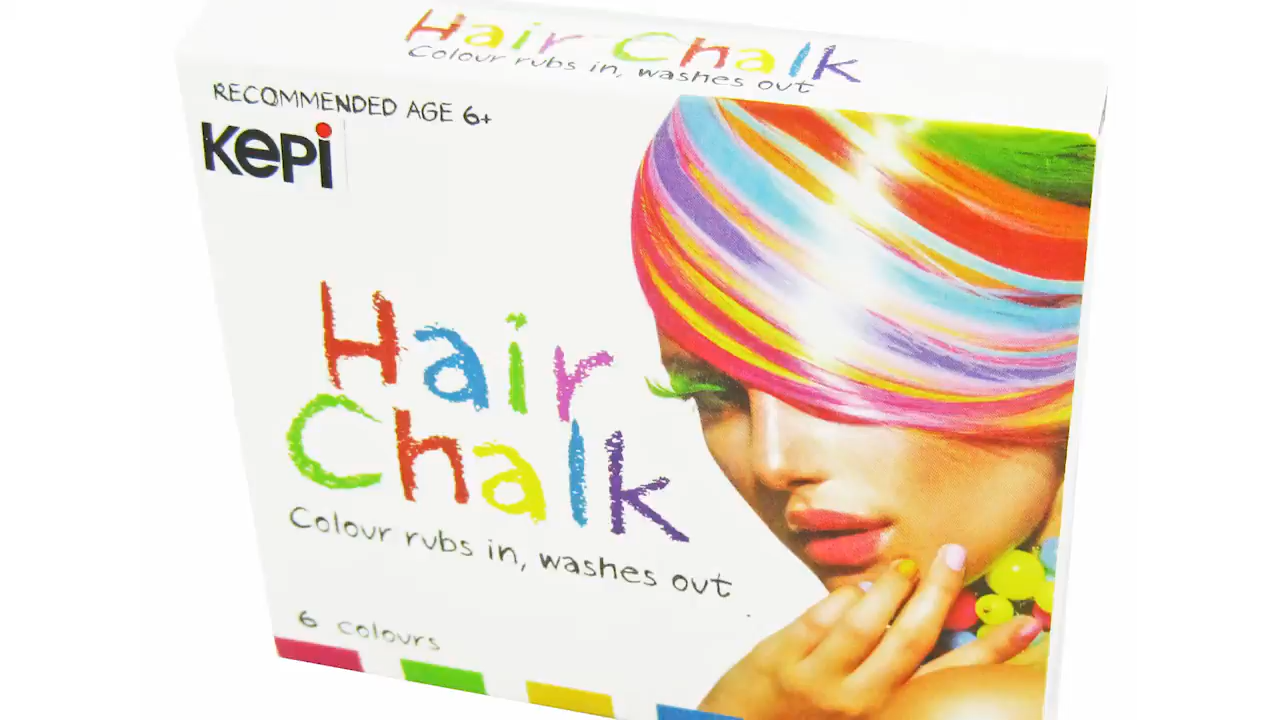 Hair Chalk
Colour rubs in, washes out
RECOMMENDED AGE 6+
KePi
Hair
Chalk
Colour rubs in, washes out
6 colours